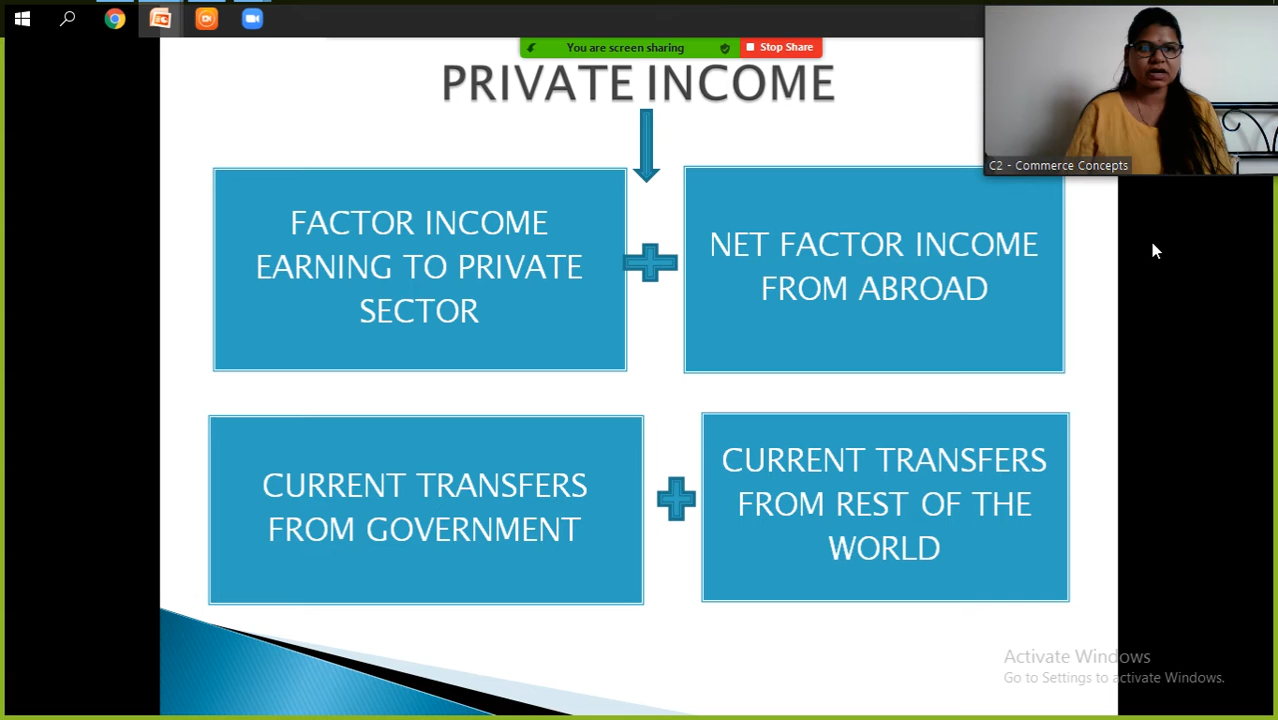 You are screen sharing
Stop Share
PRIVATE INCOME
C2 - Commerce Concepts
FACTOR INCOME
EARNING TO PRIVATE
SECTOR
NET FACTOR INCOME
FROM ABROAD
CURRENT TRANSFERS
FROM GOVERNMENT
CURRENT TRANSFERS
FROM REST OF THE
WORLD
Activate Windows
Go to Settings to activate Windows.